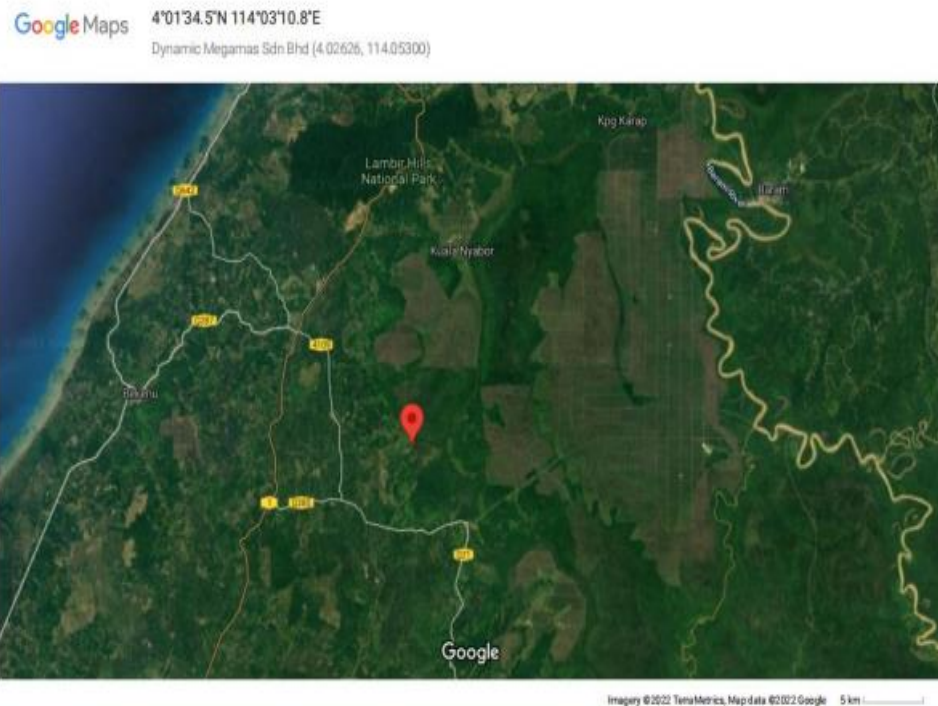 Google Maps
4°01'34.5"N 114°03'10.8"E
Dynamic Megamas Sdn Bhd (4.02626, 114.05300)
Kpg Karap
Lambir Hills
National Park
Baram
Kuala Nyabor
Bekenu
1
Google
Imagery ©2022 TerraMetrics, Map data ©2022 Google 5 km